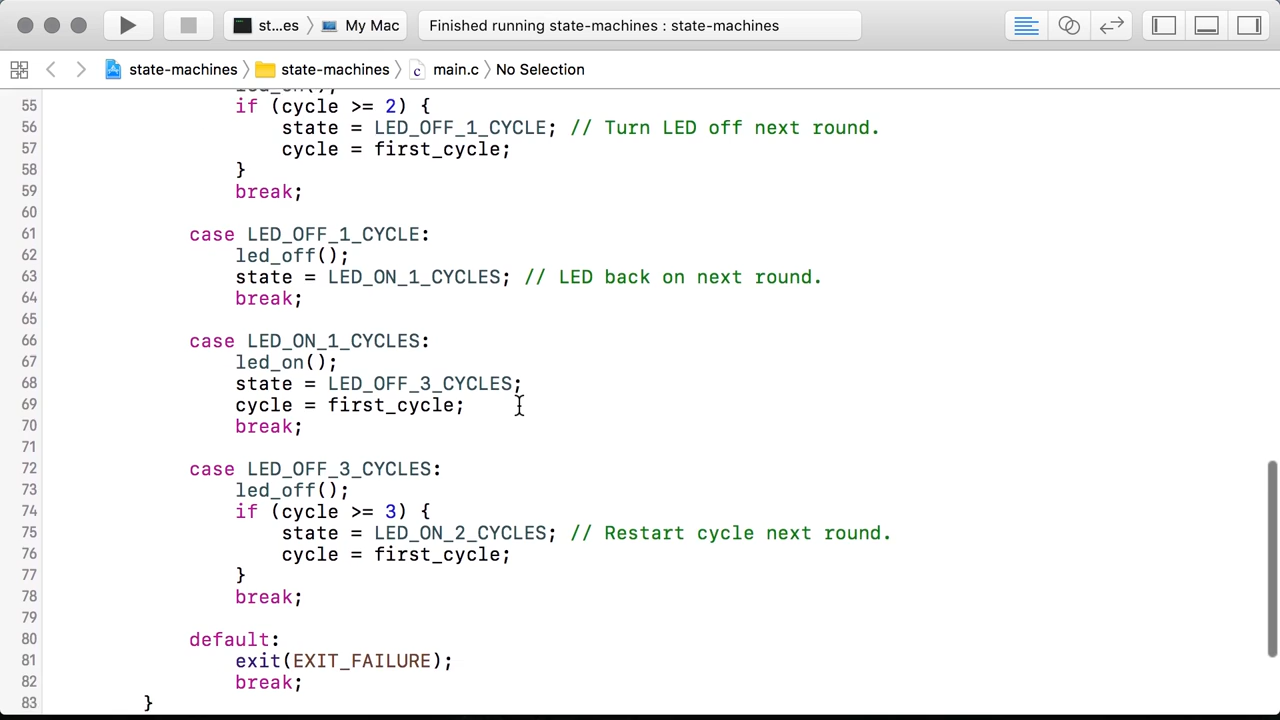 st...es 〉 My Mac
Finished running state-machines : state-machines
state-machines 〉 state-machines 〉 c main.c 〉 No Selection
55 if (cycle >= 2) {
56 state = LED_OFF_1_CYCLE; // Turn LED off next round.
57 cycle = first_cycle;
58 }
59 break;
60
61 case LED_OFF_1_CYCLE:
62 led_off();
63 state = LED_ON_1_CYCLES; // LED back on next round.
64 break;
65
66 case LED_ON_1_CYCLES:
67 led_on();
68 state = LED_OFF_3_CYCLES;
69 cycle = first_cycle;
70 break;
71
72 case LED_OFF_3_CYCLES:
73 led_off();
74 if (cycle >= 3) {
75 state = LED_ON_2_CYCLES; // Restart cycle next round.
76 cycle = first_cycle;
77 }
78 break;
79
80 default:
81 exit(EXIT_FAILURE);
82 break;
83 }